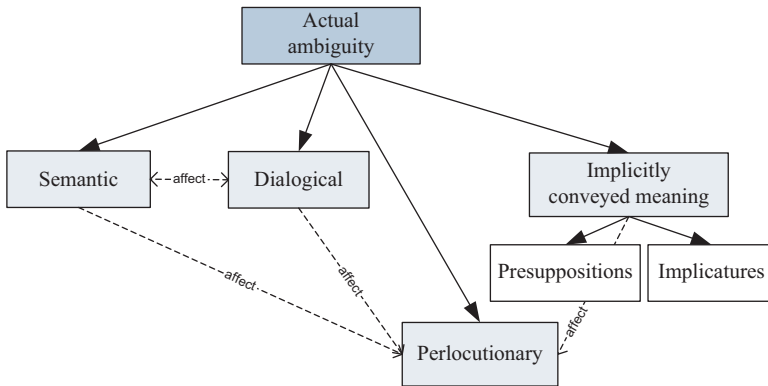 Actual
ambiguity
Semantic
affect
Dialogical
Implicitly
conveyed meaning
Presuppositions
Implicatures
affect
affect
affect
Perlocutionary